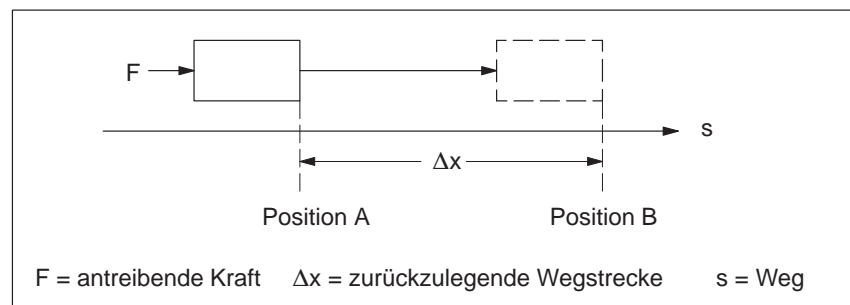 F
s
Δx
Position A Position B
F = antreibende Kraft Δx = zurückzulegende Wegstrecke s = Weg